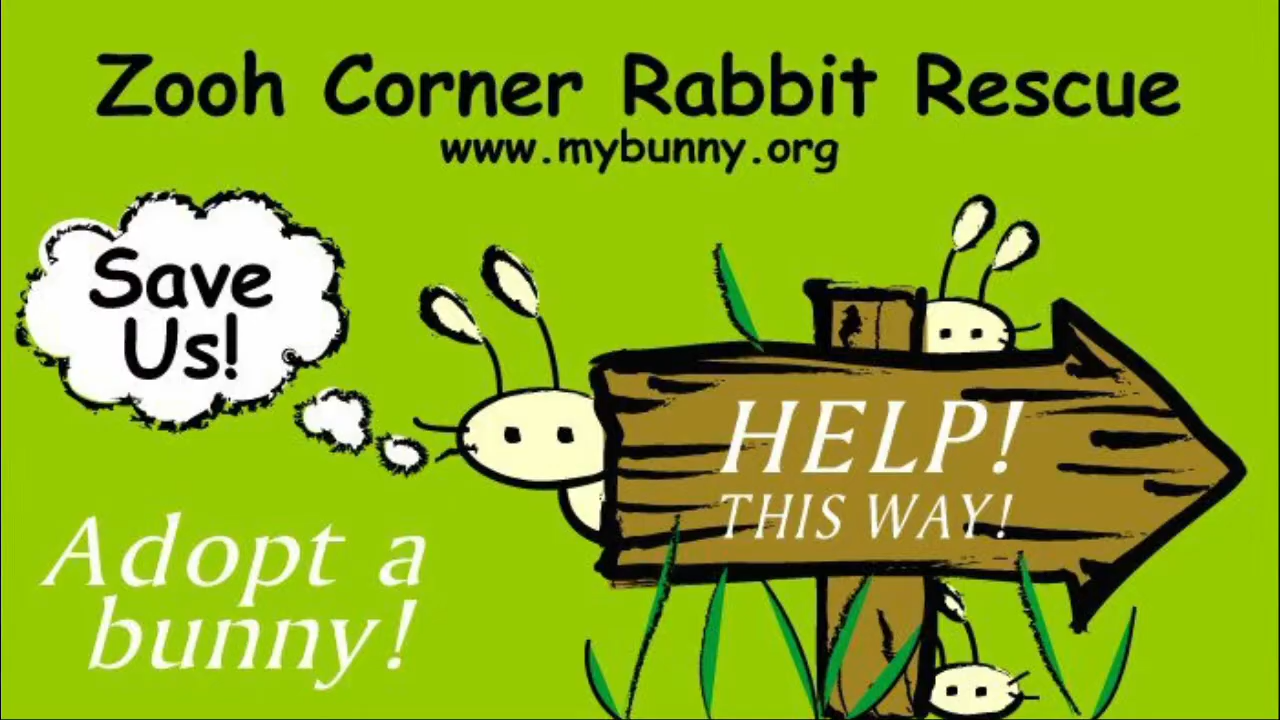 Zooh Corner Rabbit Rescue
www.mybunny.org
Save
Us!
HELP!
THIS WAY!
Adopt a
bunny!